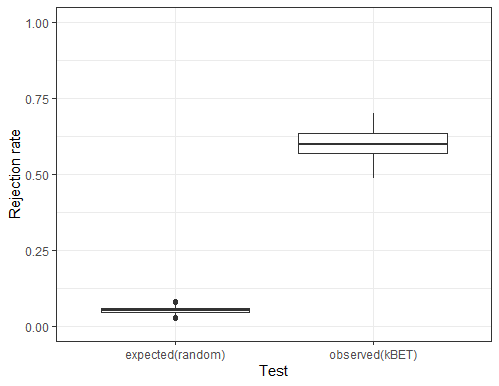 1.00
0.75
0.50
0.25
0.00
Rejection rate
expected(random)
observed(kBET)
Test